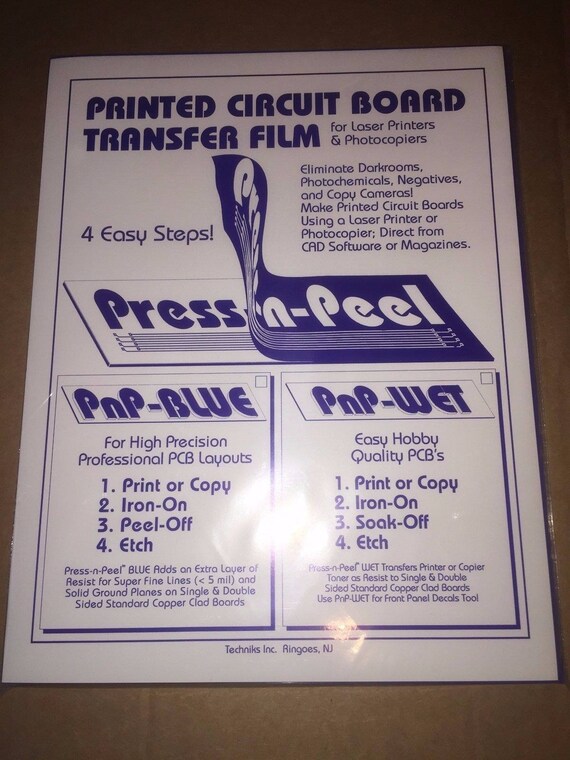 PRINTED CIRCUIT BOARD
TRANSFER FILM for Laser Printers
& Photocopiers
Eliminate Darkrooms,
Photochemicals, Negatives,
and Copy Cameras!
Make Printed Circuit Boards
Using a Laser Printer or
Photocopier; Direct from
CAD Software or Magazines.
4 Easy Steps!
Press-n-Peel
PnP-BLUE
For High Precision
Professional PCB Layouts
1. Print or Copy
2. Iron-On
3. Peel-Off
4. Etch
Press-n-Peel BLUE Adds an Extra Layer of
Resist for Super Fine Lines (< 5 mil) and
Solid Ground Planes on Single & Double
Sided Standard Copper Clad Boards
PnP-WET
Easy Hobby
Quality PCB's
1. Print or Copy
2. Iron-On
3. Soak-Off
4. Etch
Press-n-Peel WET Transfers Printer or Copier
Toner as Resist to Single & Double
Sided Standard Copper Clad Boards
Use PnP-WET for Front Panel Decals Too!
Techniks Inc. Ringoes, NJ